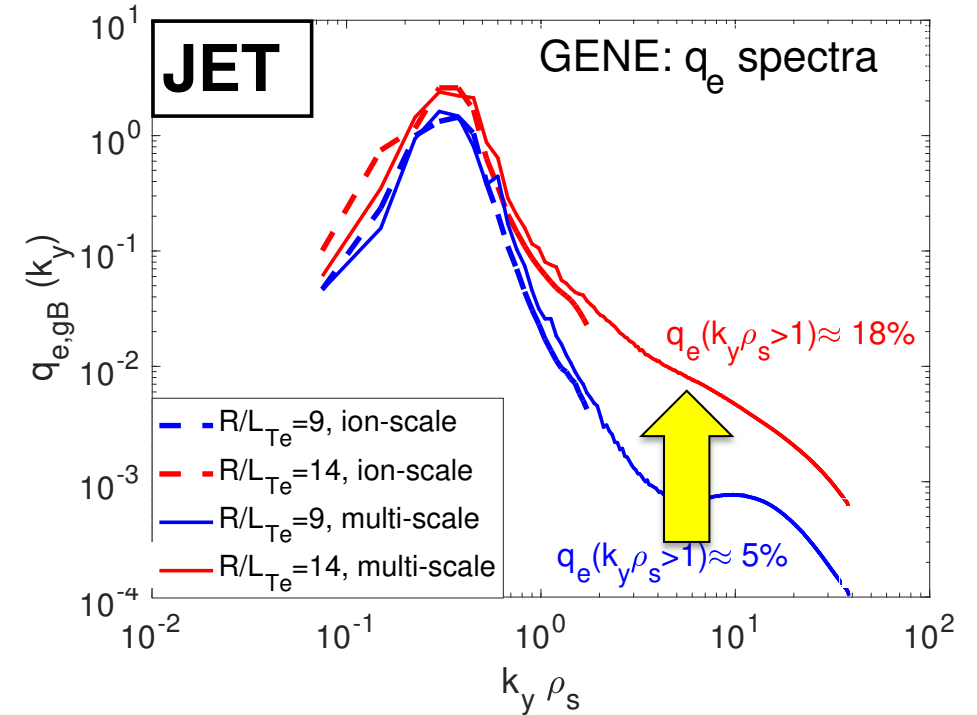 JET
GENE: q_e spectra
10^1
10^0
10^-1
10^-2
10^-3
10^-4
q_e,gB (k_y)
q_e(k_yρ_s>1)≈ 18%
q_e(k_yρ_s>1)≈ 5%
R/L_Te=9, ion-scale
R/L_Te=14, ion-scale
R/L_Te=9, multi-scale
R/L_Te=14, multi-scale
10^-2 10^-1 10^0 10^1 10^2
k_y ρ_s